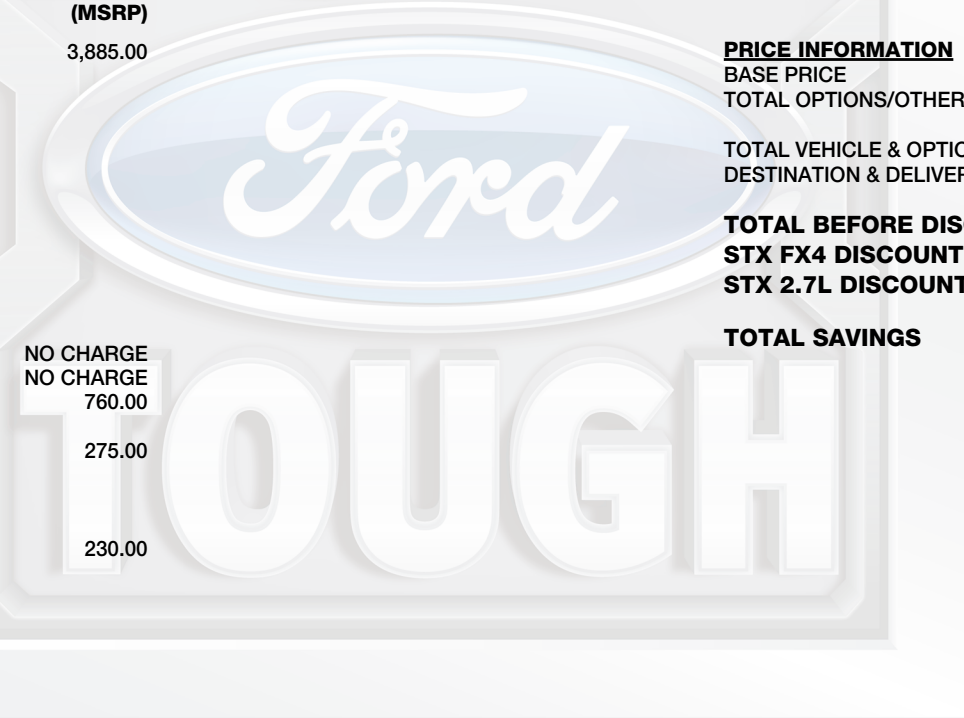 (MSRP)
3,885.00
NO CHARGE
NO CHARGE
760.00
275.00
230.00
PRICE INFORMATION
BASE PRICE
TOTAL OPTIONS/OTHER
TOTAL VEHICLE & OPTIO
DESTINATION & DELIVER
TOTAL BEFORE DIS
STX FX4 DISCOUNT
STX 2.7L DISCOUNT
TOTAL SAVINGS
Ford
TOUGH